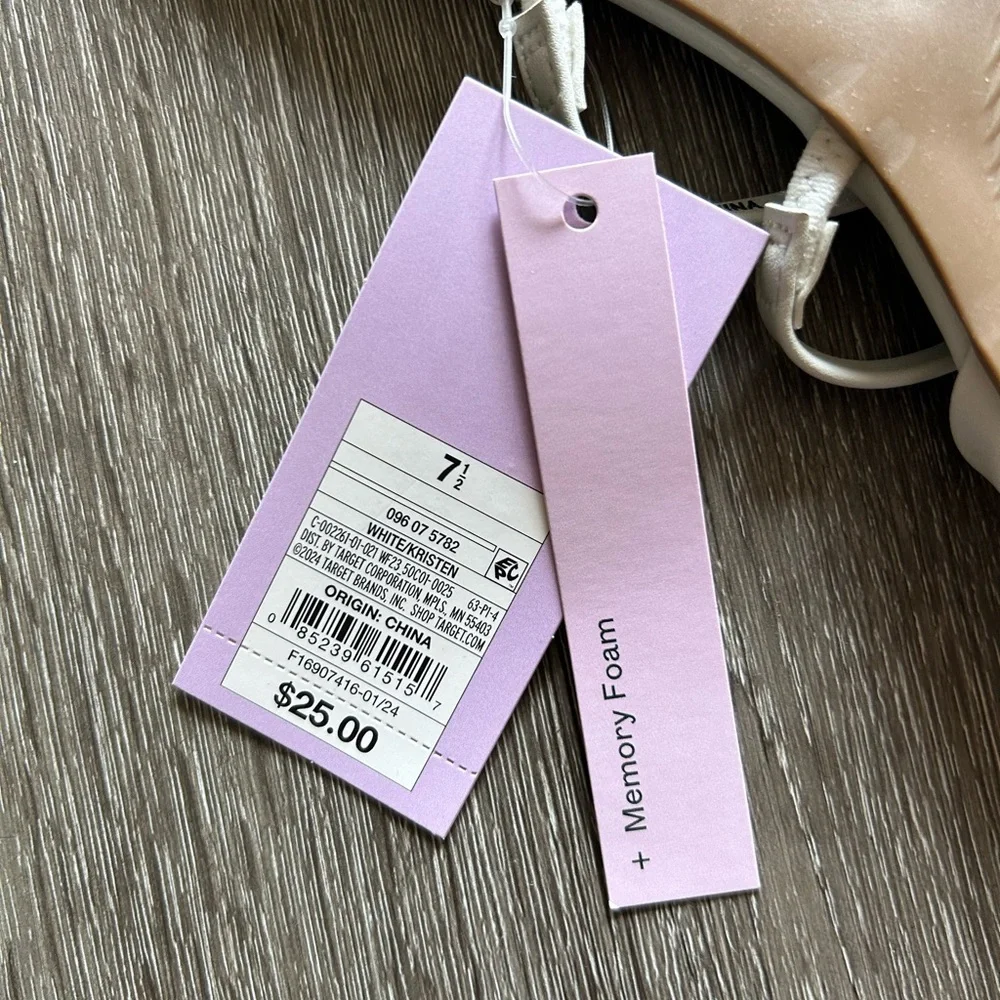 7 1/2
096 07 5782
WHITE/KRISTEN
C-002261-01-021 WF23 50C01-0025 63-P1-4
DIST. BY TARGET CORPORATION, MPLS, MN 55403
©2024 TARGET BRANDS, INC. SHOP TARGET.COM
ORIGIN: CHINA
0 85239 61515 7
F16907416-01/24
$25.00
+ Memory Foam